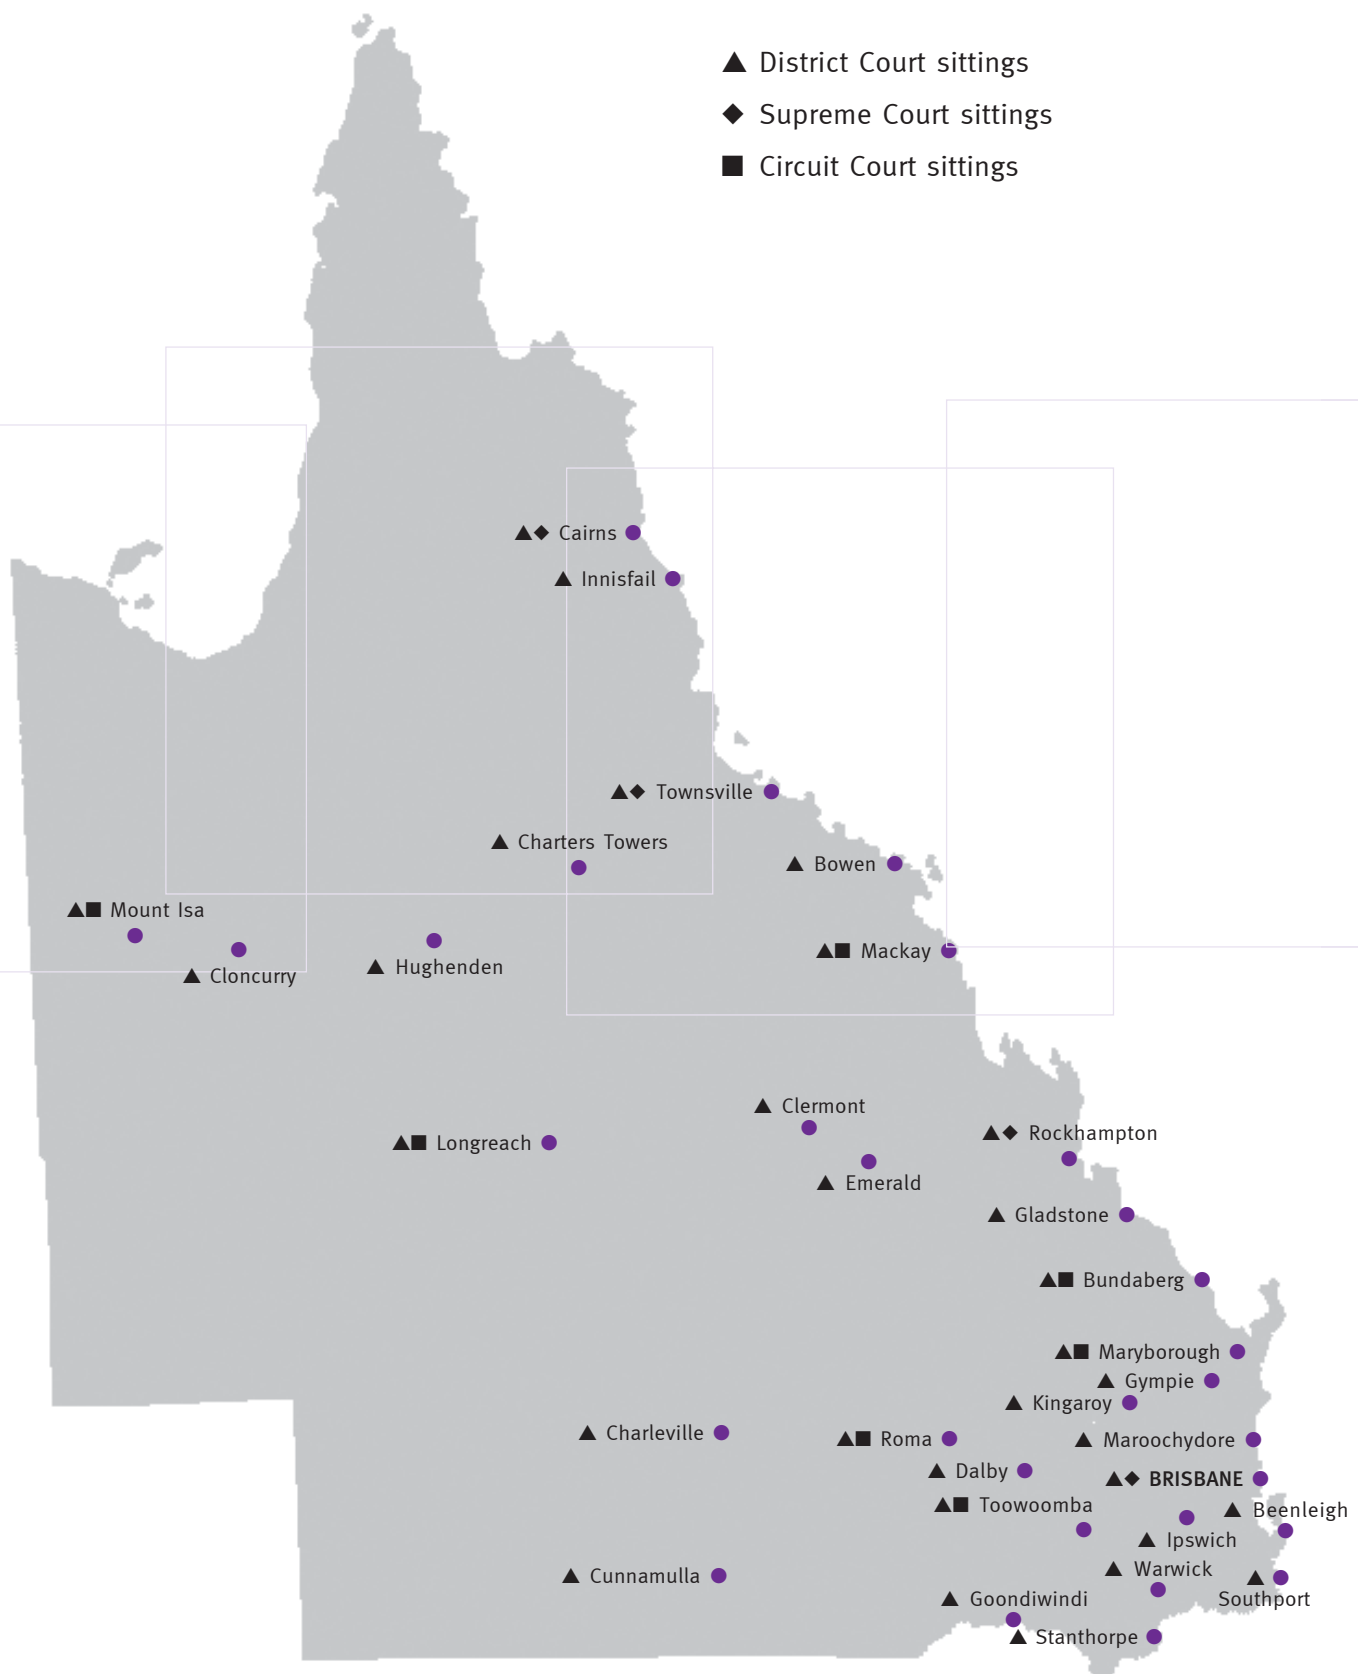 District Court sittings
Supreme Court sittings
Circuit Court sittings
Cairns
Innisfail
Townsville
Charters Towers
Bowen
Mount Isa
Mackay
Hughenden
Cloncurry
Clermont
Rockhampton
Longreach
Emerald
Gladstone
Bundaberg
Maryborough
Gympie
Kingaroy
Charleville
Roma
Maroochydore
Dalby
BRISBANE
Toowoomba
Beenleigh
Ipswich
Warwick
Cunnamulla
Goondiwindi
Southport
Stanthorpe